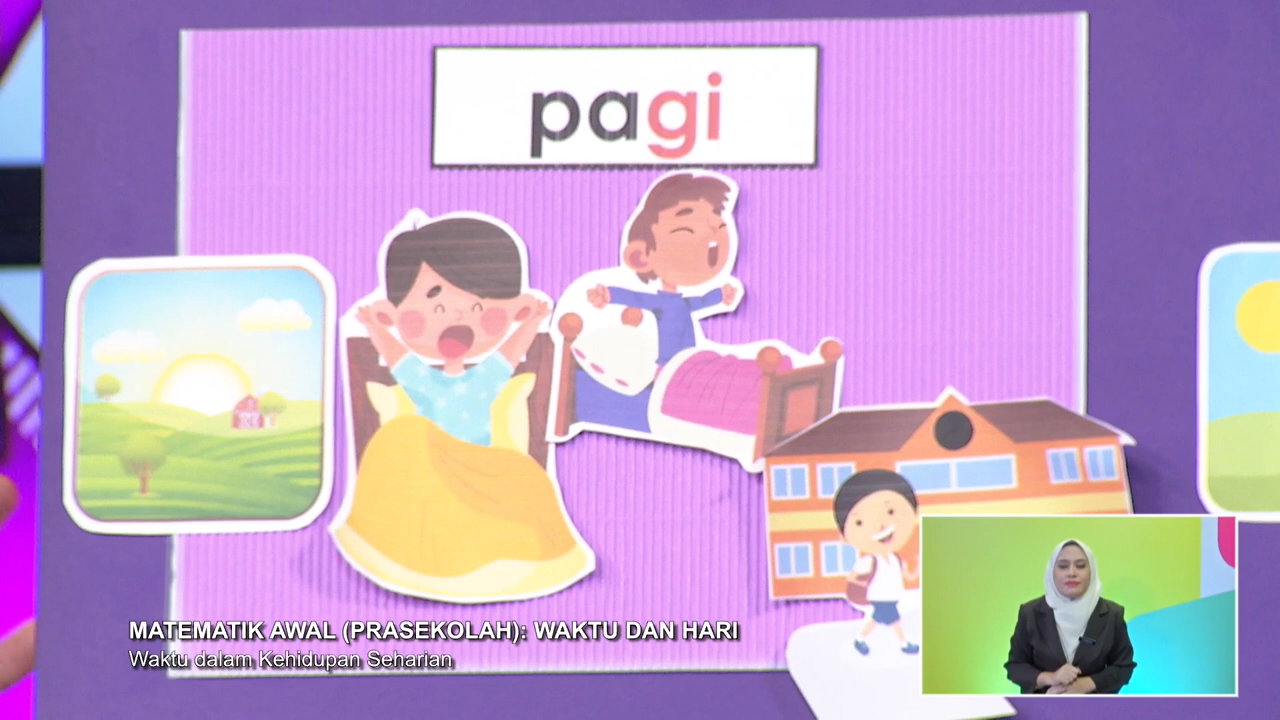 pagi
MATEMATIK AWAL (PRASEKOLAH): WAKTU DAN HARI
Waktu dalam Kehidupan Seharian